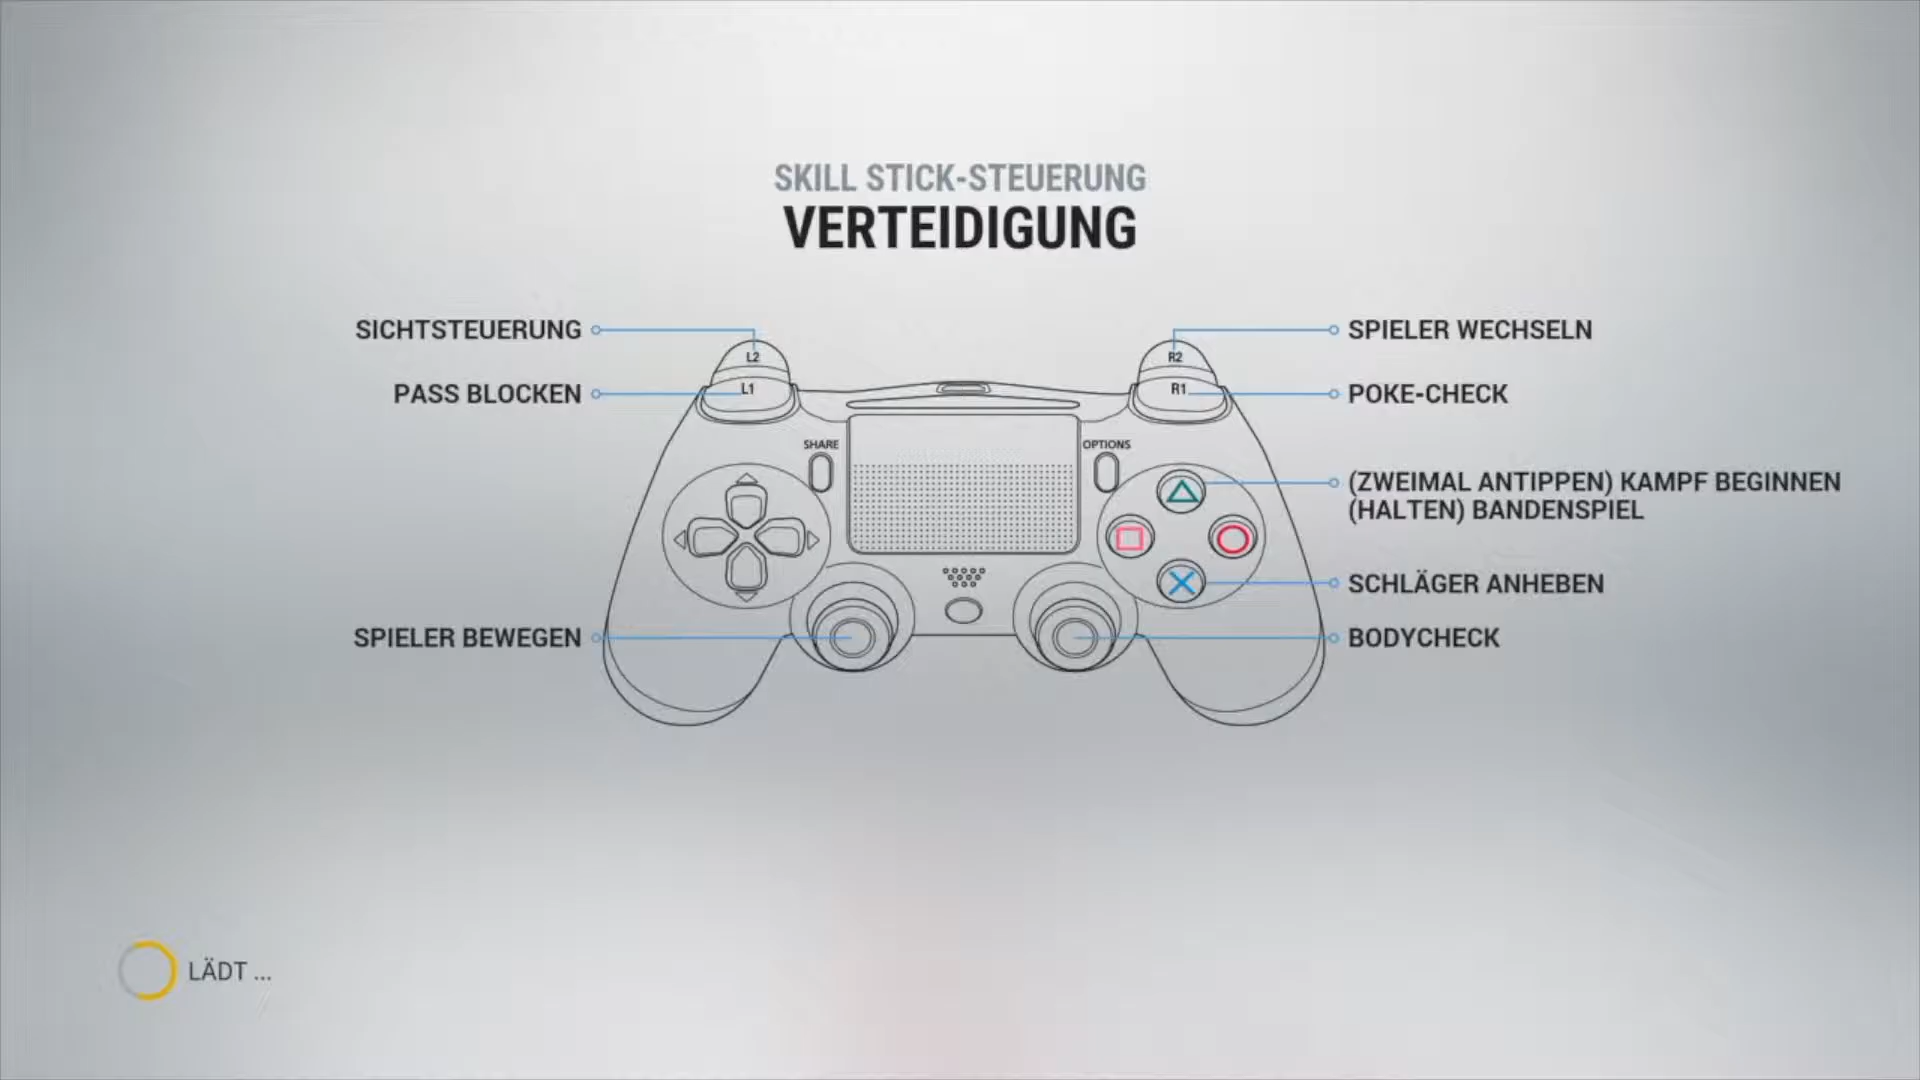 SKILL STICK-STEUERUNG
VERTEIDIGUNG
SICHTSTEUERUNG
L2
R2
SPIELER WECHSELN
PASS BLOCKEN
L1
R1
POKE-CHECK
SHARE
OPTIONS
(ZWEIMAL ANTIPPEN) KAMPF BEGINNEN
(HALTEN) BANDENSPIEL
SCHLÄGER ANHEBEN
SPIELER BEWEGEN
BODYCHECK
LÄDT ...